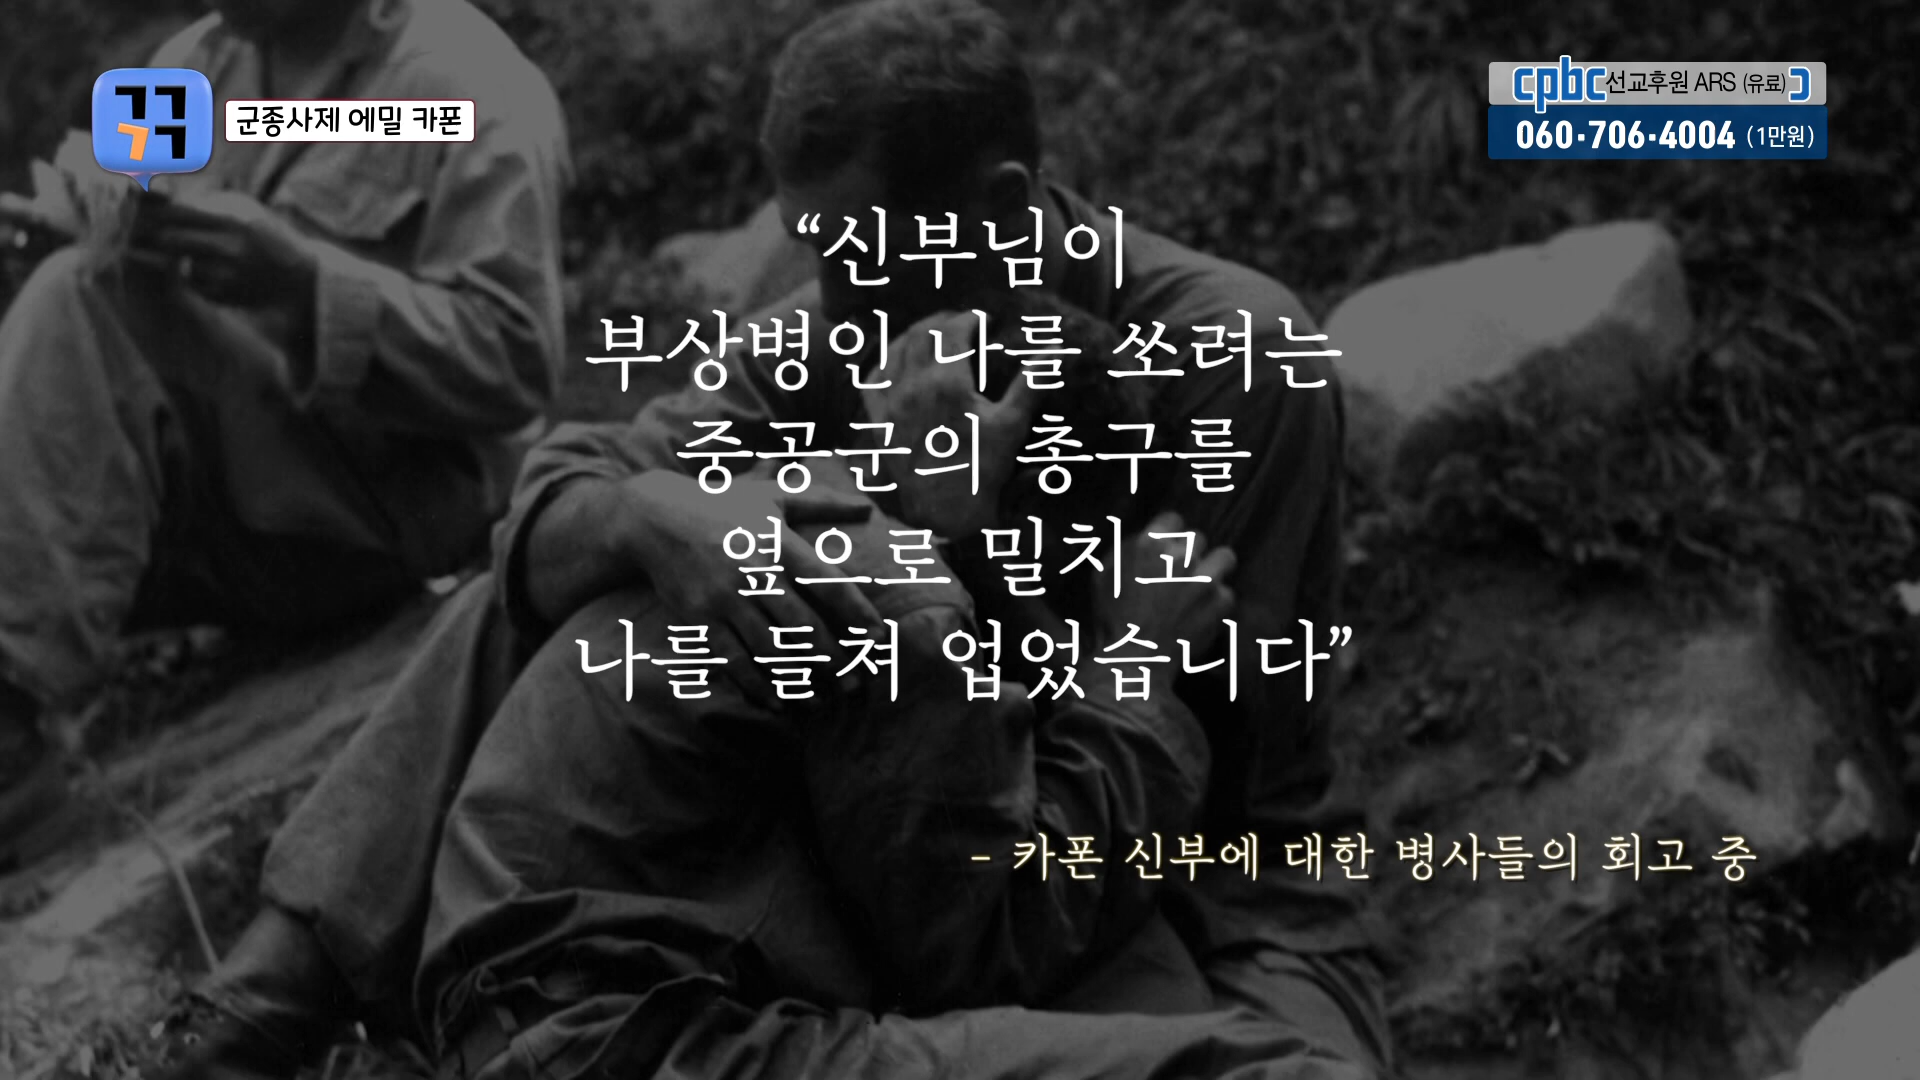 ㄲㄲ
군종사제 에밀 카폰
cpbc선교후원 ARS (유료)
060·706·4004 (1만원)
“신부님이
부상병인 나를 쏘려는
중공군의 총구를
옆으로 밀치고
나를 들쳐 업었습니다”
- 카폰 신부에 대한 병사들의 회고 중